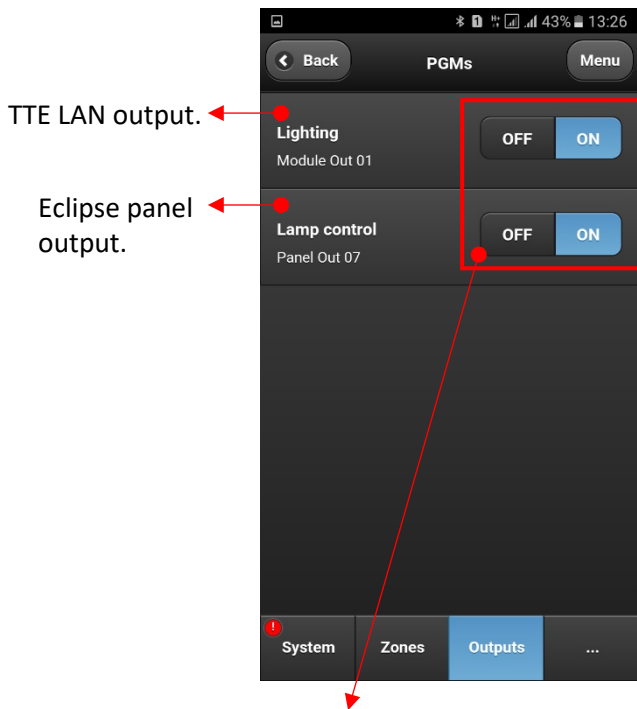 43% 13:26
Back
PGMs
Menu
TTE LAN output.
Lighting
Module Out 01
OFF
ON
Eclipse panel
output.
Lamp control
Panel Out 07
OFF
ON
!
System
Zones
Outputs
...